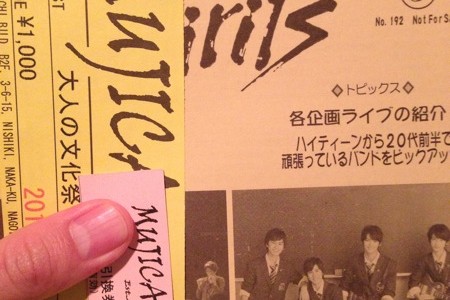 No. 192 Not For Sa
◇トピックス◇
各企画ライブの紹介
ハイティーンから20代前半で
頑張っているバンドをピックアッ
MUJICA
大人の文化祭
¥1,000
B2F, 3-6-15, NISHIKI, NAKA-KU, NAGO
201
MUJICA
引換券